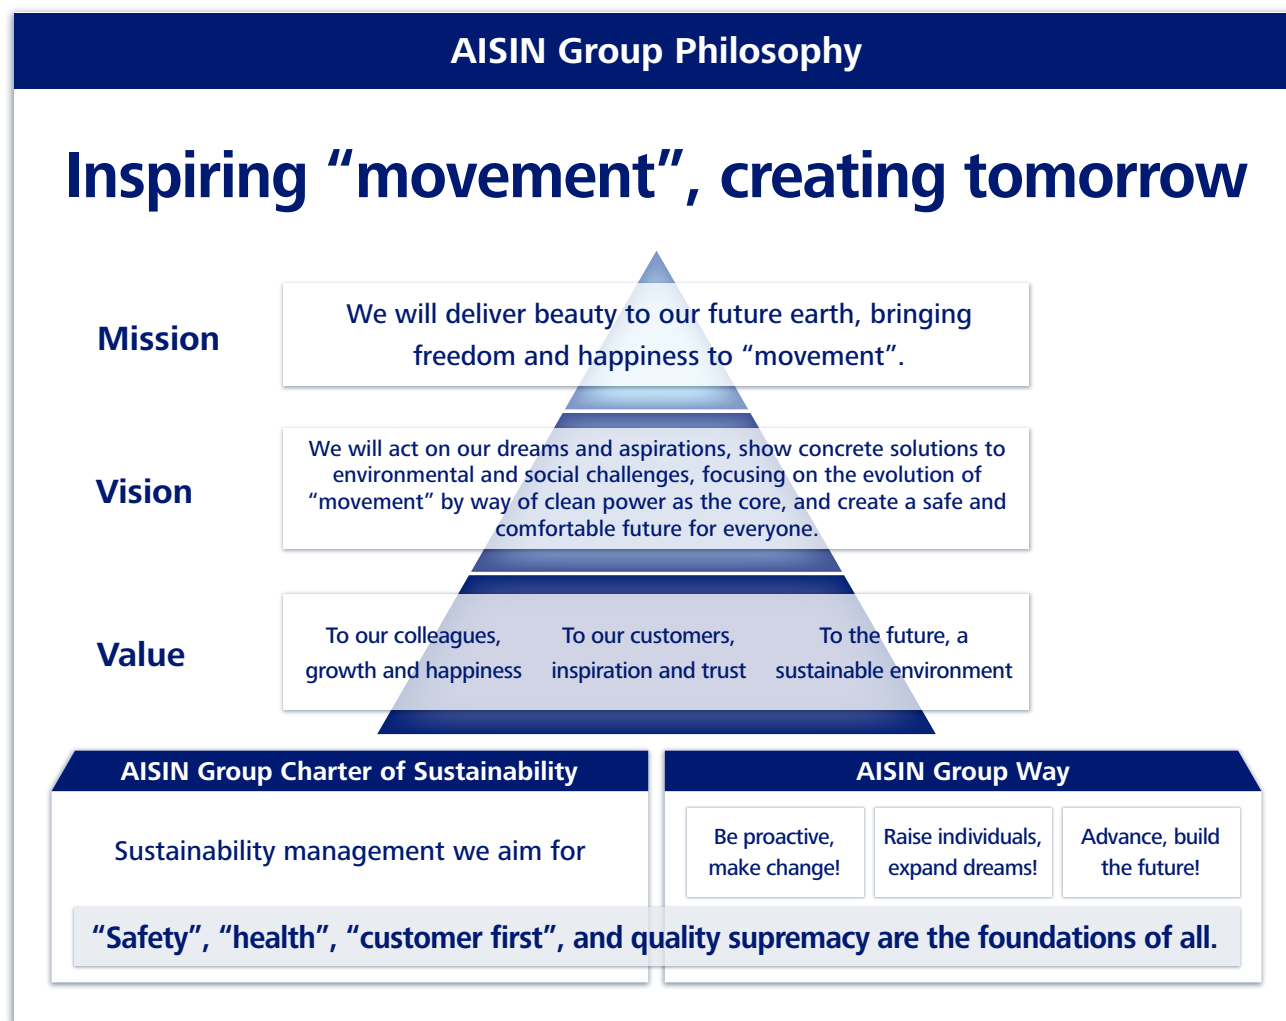 AISIN Group Philosophy
Inspiring “movement”, creating tomorrow
Mission
We will deliver beauty to our future earth, bringing
freedom and happiness to “movement”.
Vision
We will act on our dreams and aspirations, show concrete solutions to
environmental and social challenges, focusing on the evolution of
“movement” by way of clean power as the core, and create a safe and
comfortable future for everyone.
Value
To our colleagues,
growth and happiness
To our customers,
inspiration and trust
To the future, a
sustainable environment
AISIN Group Charter of Sustainability
Sustainability management we aim for
AISIN Group Way
Be proactive,
make change!
Raise individuals,
expand dreams!
Advance, build
the future!
“Safety”, “health”, “customer first”, and quality supremacy are the foundations of all.